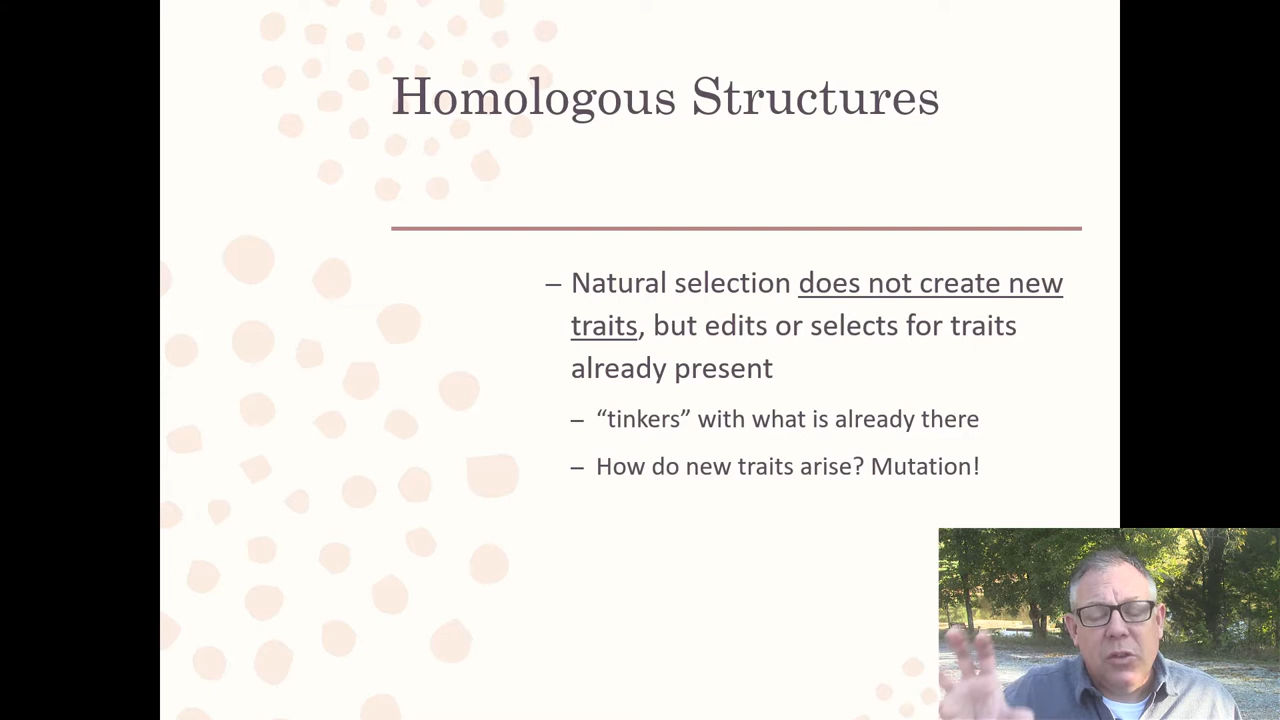 Homologous Structures
– Natural selection does not create new
traits, but edits or selects for traits
already present
– “tinkers” with what is already there
– How do new traits arise? Mutation!